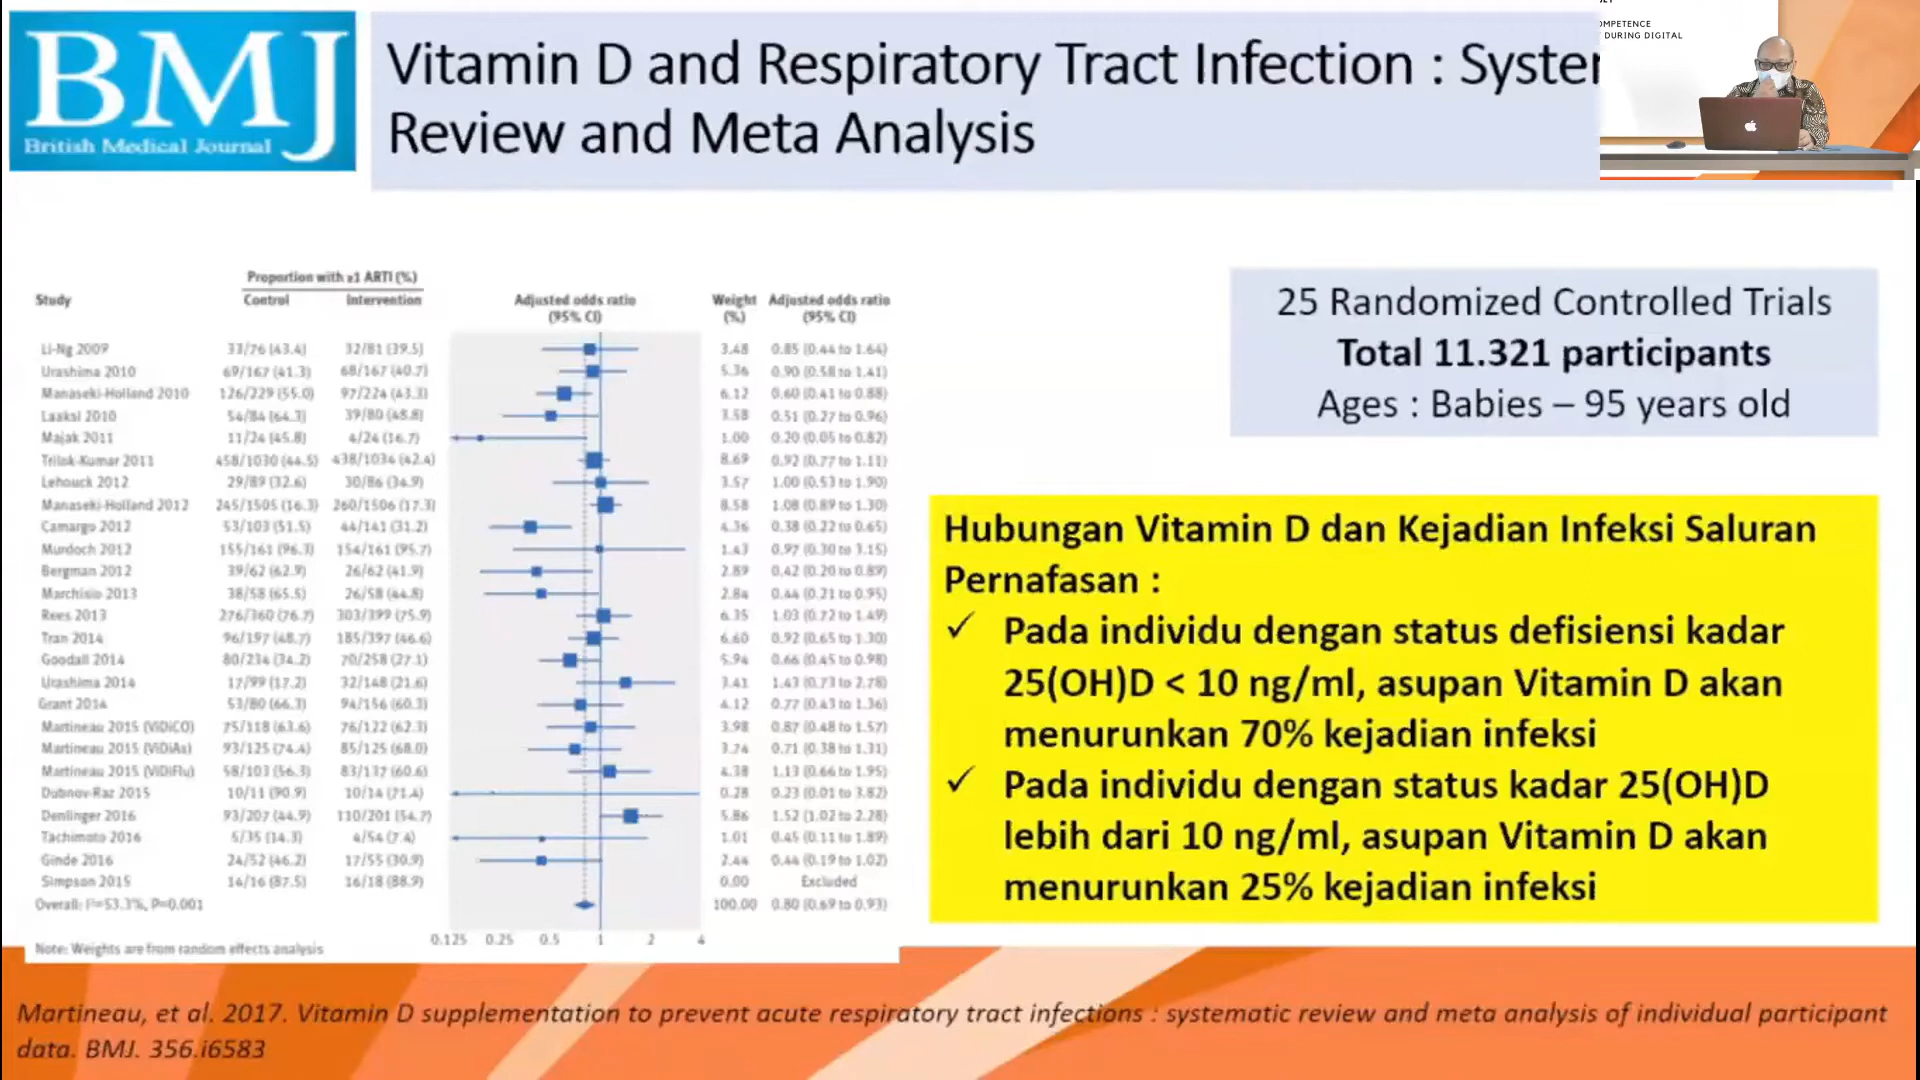 BMJ
British Medical Journal
Vitamin D and Respiratory Tract Infection : Syste
Review and Meta Analysis
OMPETENCE
DURING DIGITAL
Proportion with ≥1 ARTI (%)
Study Control Intervention Adjusted odds ratio (95% CI) Weight (%) Adjusted odds ratio (95% CI)
Li-Ng 2009 33/76 (43.4) 32/81 (39.5) 3.48 0.85 (0.44 to 1.64)
Urashima 2010 69/167 (41.3) 68/167 (40.7) 5.36 0.90 (0.58 to 1.41)
Manaseki-Holland 2010 126/229 (55.0) 97/224 (43.3) 6.12 0.60 (0.41 to 0.88)
Laaksi 2010 54/84 (64.3) 39/80 (48.8) 3.58 0.51 (0.27 to 0.96)
Majak 2011 11/24 (45.8) 4/24 (16.7) 1.00 0.20 (0.05 to 0.82)
Trilok-Kumar 2011 458/1030 (44.5) 438/1034 (42.4) 8.69 0.92 (0.77 to 1.11)
Lehouck 2012 29/89 (32.6) 30/86 (34.9) 3.57 1.00 (0.53 to 1.90)
Manaseki-Holland 2012 245/1505 (16.3) 260/1506 (17.3) 8.58 1.08 (0.89 to 1.30)
Camargo 2012 53/103 (51.5) 44/141 (31.2) 4.36 0.38 (0.22 to 0.65)
Murdoch 2012 155/161 (96.3) 154/161 (95.7) 1.43 0.97 (0.30 to 3.15)
Bergman 2012 39/62 (62.9) 26/62 (41.9) 2.89 0.42 (0.20 to 0.89)
Marchisio 2013 38/58 (65.5) 26/58 (44.8) 2.84 0.44 (0.21 to 0.95)
Rees 2013 276/360 (76.7) 303/399 (75.9) 6.35 1.03 (0.72 to 1.49)
Tran 2014 96/197 (48.7) 185/397 (46.6) 6.60 0.92 (0.65 to 1.30)
Goodall 2014 80/234 (34.2) 70/258 (27.1) 5.94 0.66 (0.45 to 0.98)
Urashima 2014 17/99 (17.2) 32/148 (21.6) 3.41 1.43 (0.73 to 2.78)
Grant 2014 53/80 (66.3) 94/156 (60.3) 4.12 0.77 (0.43 to 1.36)
Martineau 2015 (ViDiCO) 75/118 (63.6) 76/122 (62.3) 3.98 0.87 (0.48 to 1.57)
Martineau 2015 (ViDiAs) 93/125 (74.4) 85/125 (68.0) 3.74 0.71 (0.38 to 1.31)
Martineau 2015 (ViDiFlu) 58/103 (56.3) 83/137 (60.6) 4.38 1.13 (0.66 to 1.95)
Dubnov-Raz 2015 10/11 (90.9) 10/14 (71.4) 0.28 0.23 (0.01 to 3.82)
Denlinger 2016 93/207 (44.9) 110/201 (54.7) 5.86 1.52 (1.02 to 2.28)
Tachimoto 2016 5/35 (14.3) 4/54 (7.4) 1.01 0.45 (0.11 to 1.89)
Ginde 2016 24/52 (46.2) 17/55 (30.9) 2.44 0.44 (0.19 to 1.02)
Simpson 2015 14/16 (87.5) 16/18 (88.9) 0.00 Excluded
Overall: I²=53.3%, P=0.001 100.00 0.80 (0.69 to 0.93)
0.125 0.25 0.5 1 2 4
Note: Weights are from random effects analysis
25 Randomized Controlled Trials
Total 11.321 participants
Ages : Babies – 95 years old
Hubungan Vitamin D dan Kejadian Infeksi Saluran
Pernafasan :
✓ Pada individu dengan status defisiensi kadar
25(OH)D < 10 ng/ml, asupan Vitamin D akan
menurunkan 70% kejadian infeksi
✓ Pada individu dengan status kadar 25(OH)D
lebih dari 10 ng/ml, asupan Vitamin D akan
menurunkan 25% kejadian infeksi
Martineau, et al. 2017. Vitamin D supplementation to prevent acute respiratory tract infections : systematic review and meta analysis of individual participant
data. BMJ. 356.i6583